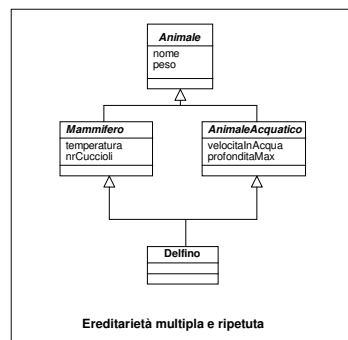 Animale
nome
peso
Mammifero
temperatura
nrCuccioli
AnimaleAcquatico
velocitaInAcqua
profonditaMax
Delfino
Ereditarietà multipla e ripetuta